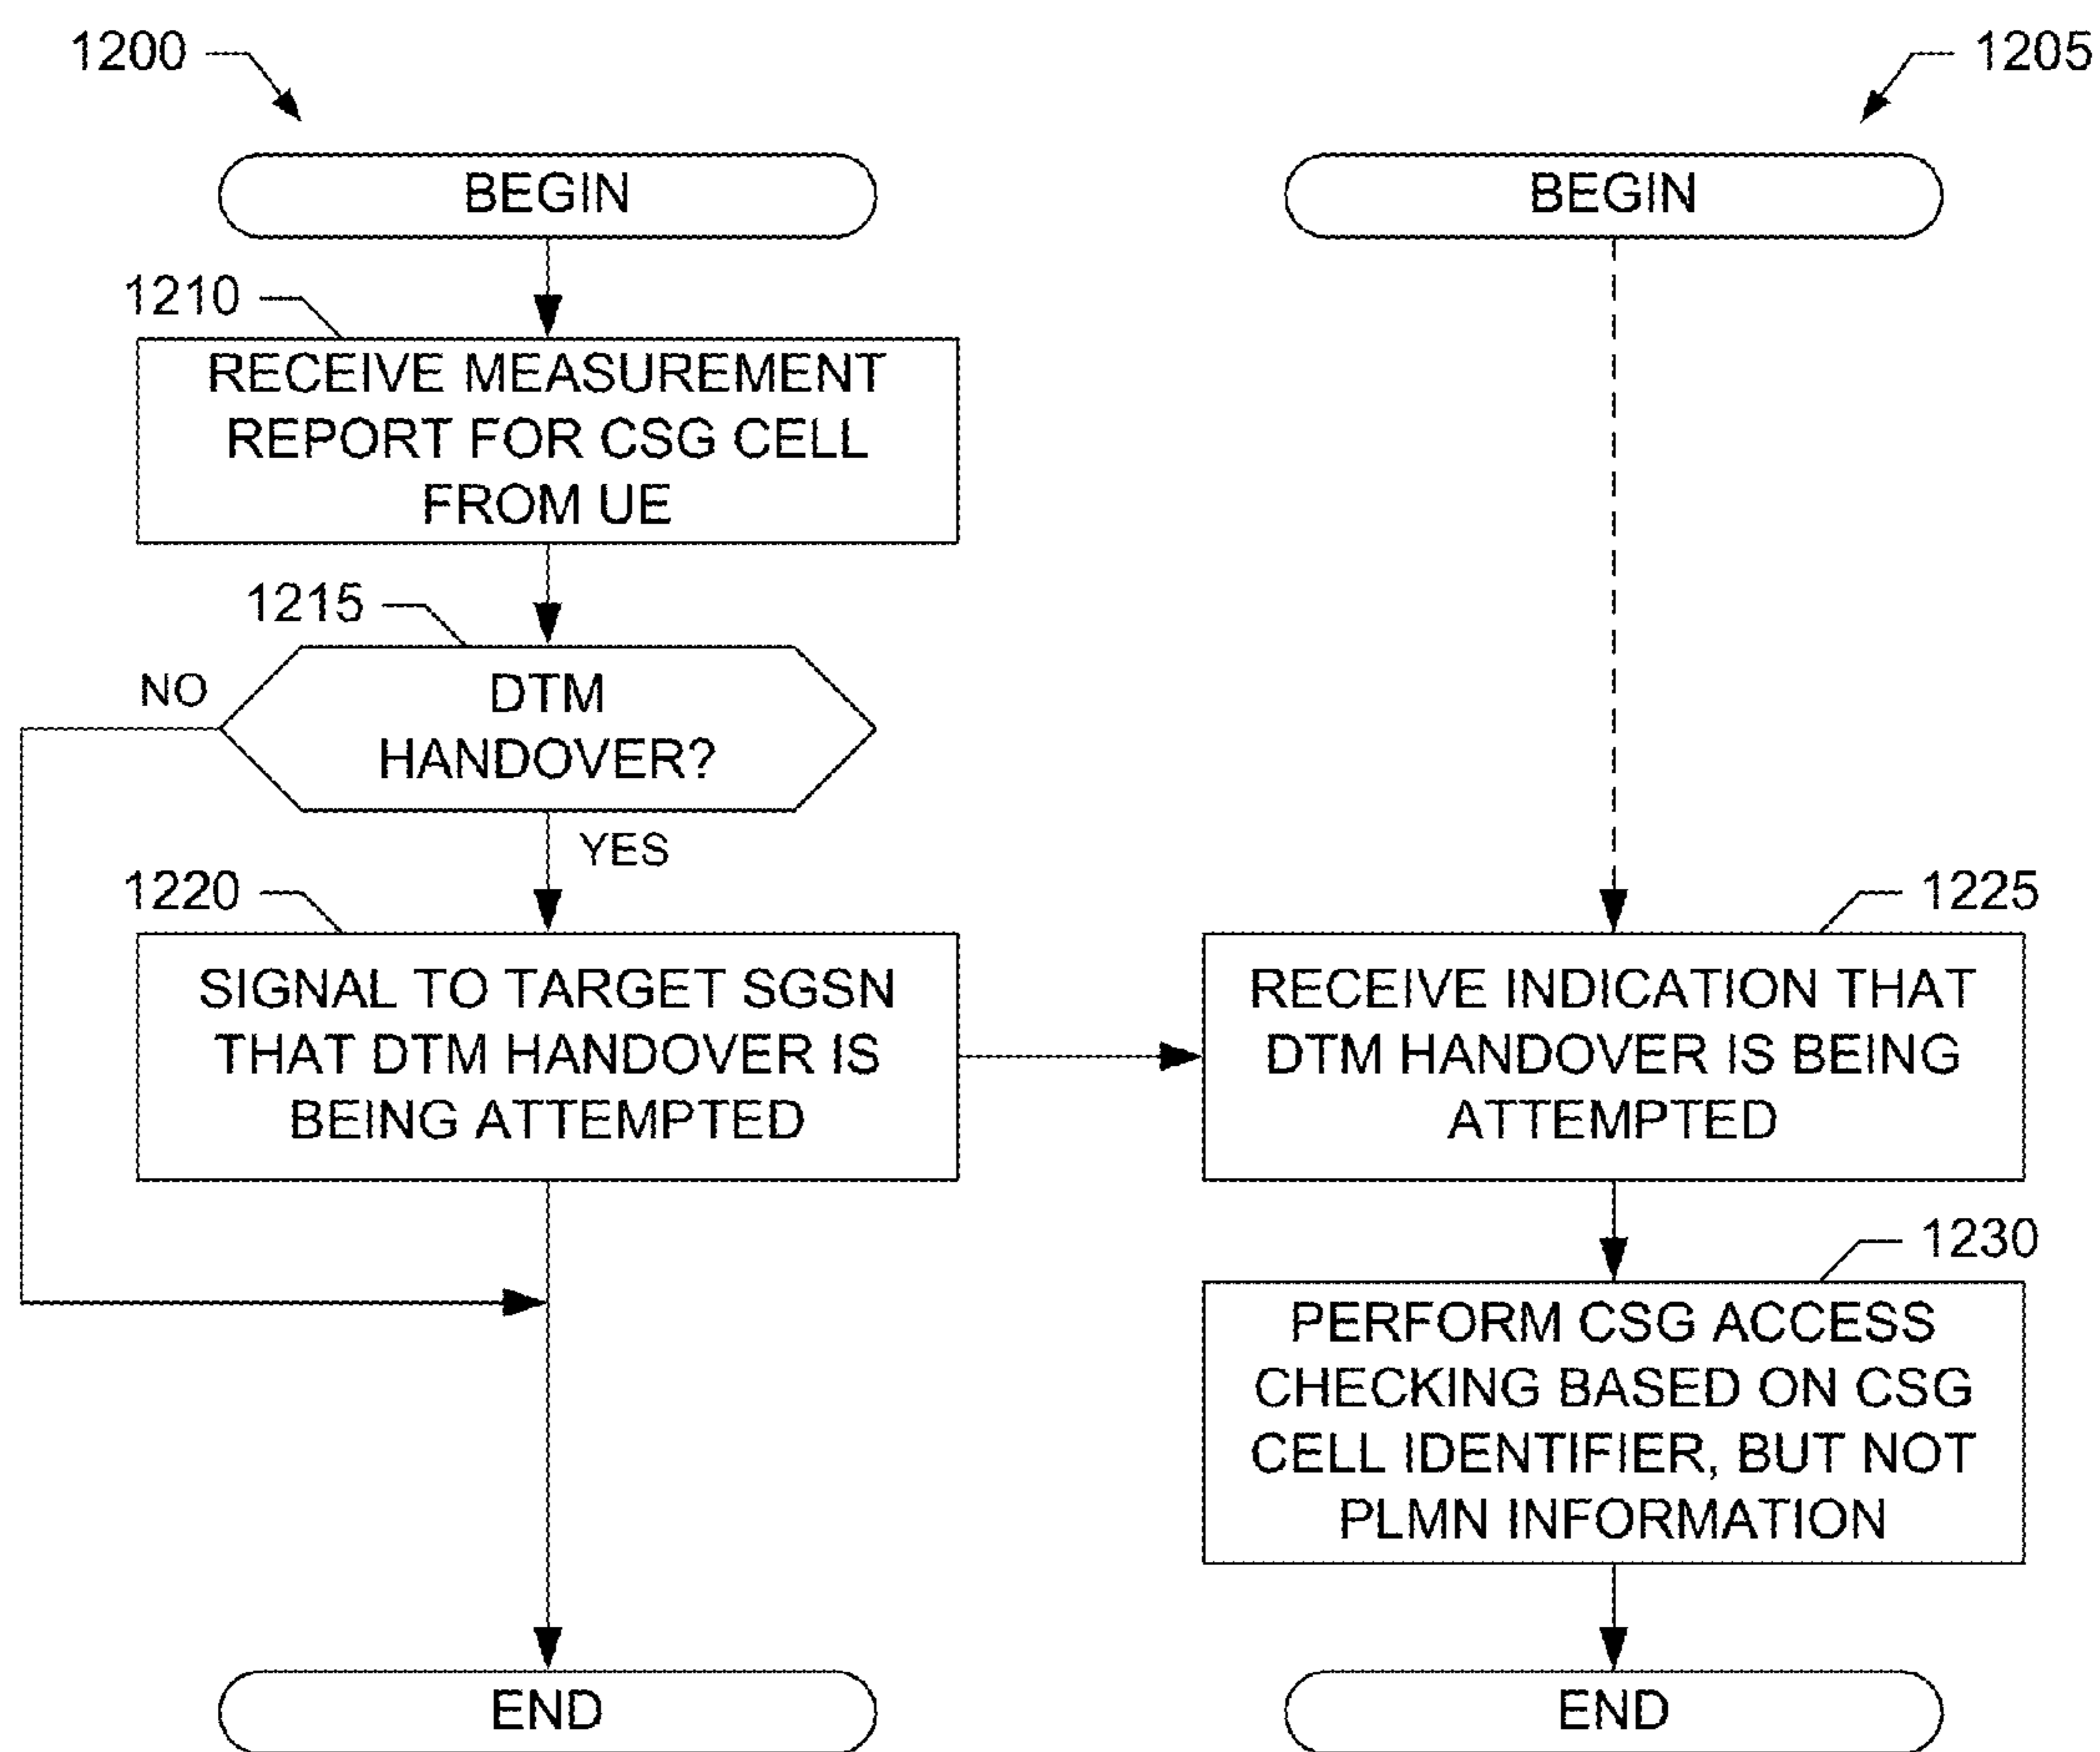 1200
BEGIN
1210
RECEIVE MEASUREMENT
REPORT FOR CSG CELL
FROM UE
1215
DTM
HANDOVER?
NO
YES
1220
SIGNAL TO TARGET SGSN
THAT DTM HANDOVER IS
BEING ATTEMPTED
END
1205
BEGIN
1225
RECEIVE INDICATION THAT
DTM HANDOVER IS BEING
ATTEMPTED
1230
PERFORM CSG ACCESS
CHECKING BASED ON CSG
CELL IDENTIFIER, BUT NOT
PLMN INFORMATION
END